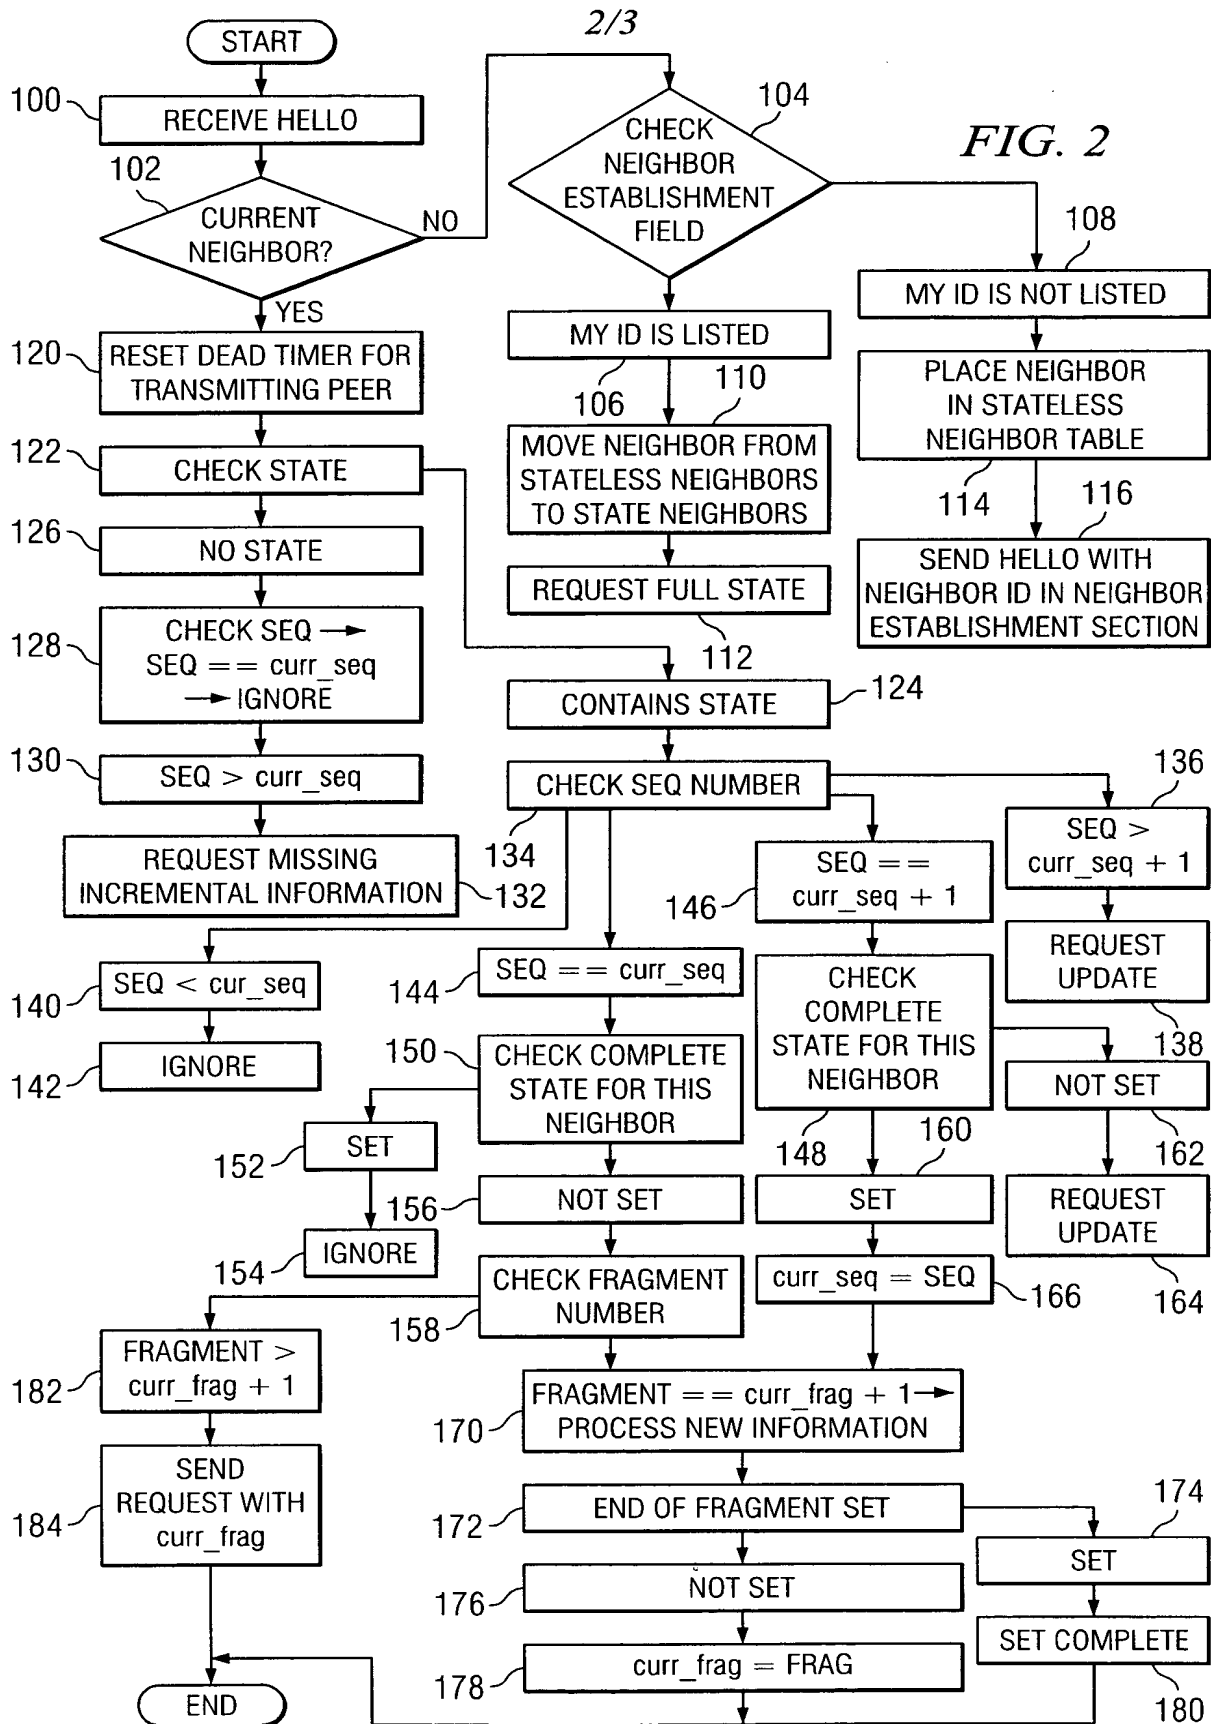 2/3
FIG. 2
START
100
RECEIVE HELLO
102
CURRENT
NEIGHBOR?
NO
YES
104
CHECK
NEIGHBOR
ESTABLISHMENT
FIELD
108
MY ID IS NOT LISTED
MY ID IS LISTED
106
110
PLACE NEIGHBOR
IN STATELESS
NEIGHBOR TABLE
114
116
SEND HELLO WITH
NEIGHBOR ID IN NEIGHBOR
ESTABLISHMENT SECTION
MOVE NEIGHBOR FROM
STATELESS NEIGHBORS
TO STATE NEIGHBORS
REQUEST FULL STATE
112
120
RESET DEAD TIMER FOR
TRANSMITTING PEER
122
CHECK STATE
126
NO STATE
128
CHECK SEQ →
SEQ == curr_seq
→ IGNORE
130
SEQ > curr_seq
REQUEST MISSING
INCREMENTAL INFORMATION
132
CONTAINS STATE
124
CHECK SEQ NUMBER
134
136
SEQ >
curr_seq + 1
REQUEST
UPDATE
138
146
SEQ ==
curr_seq + 1
CHECK
COMPLETE
STATE FOR THIS
NEIGHBOR
148
160
NOT SET
162
REQUEST
UPDATE
164
SET
curr_seq = SEQ
166
140
SEQ < cur_seq
142
IGNORE
144
SEQ == curr_seq
150
CHECK COMPLETE
STATE FOR THIS
NEIGHBOR
152
SET
154
IGNORE
156
NOT SET
CHECK FRAGMENT
NUMBER
158
182
FRAGMENT >
curr_frag + 1
184
SEND
REQUEST WITH
curr_frag
170
FRAGMENT == curr_frag + 1→
PROCESS NEW INFORMATION
172
END OF FRAGMENT SET
174
SET
176
NOT SET
SET COMPLETE
180
178
curr_frag = FRAG
END